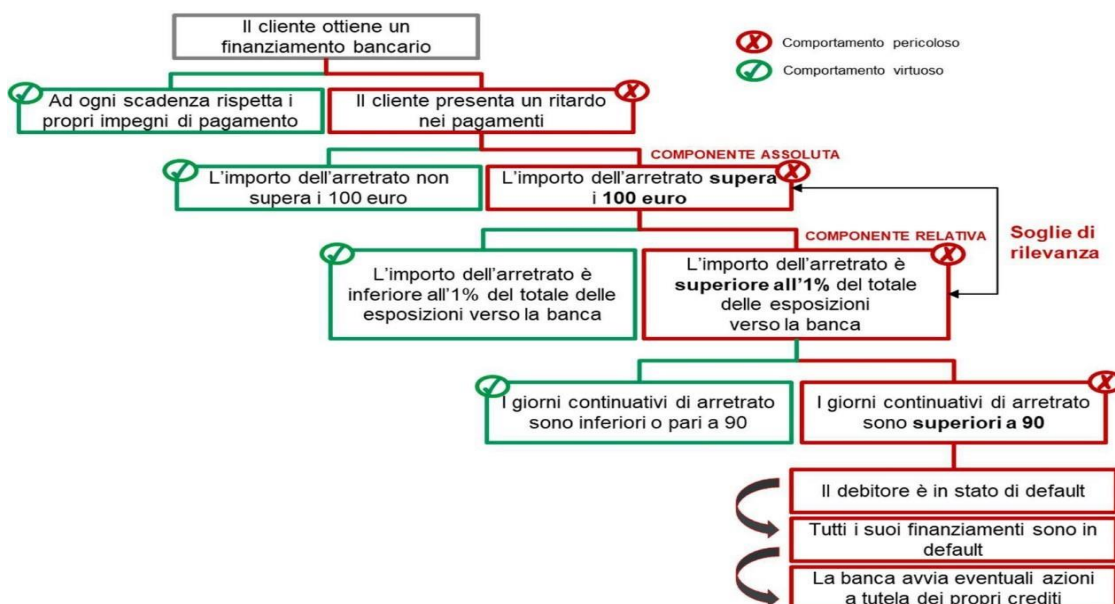 Il cliente ottiene un
finanziamento bancario
Comportamento pericoloso
Comportamento virtuoso
Ad ogni scadenza rispetta i
propri impegni di pagamento
Il cliente presenta un ritardo
nei pagamenti
COMPONENTE ASSOLUTA
L'importo dell'arretrato non
supera i 100 euro
L'importo dell'arretrato supera
i 100 euro
Soglie di
rilevanza
COMPONENTE RELATIVA
L'importo dell'arretrato è
inferiore all'1% del totale delle
esposizioni verso la banca
L'importo dell'arretrato è
superiore all'1% del totale
delle esposizioni
verso la banca
I giorni continuativi di arretrato
sono inferiori o pari a 90
I giorni continuativi di arretrato
sono superiori a 90
Il debitore è in stato di default
Tutti i suoi finanziamenti sono in
default
La banca avvia eventuali azioni
a tutela dei propri crediti